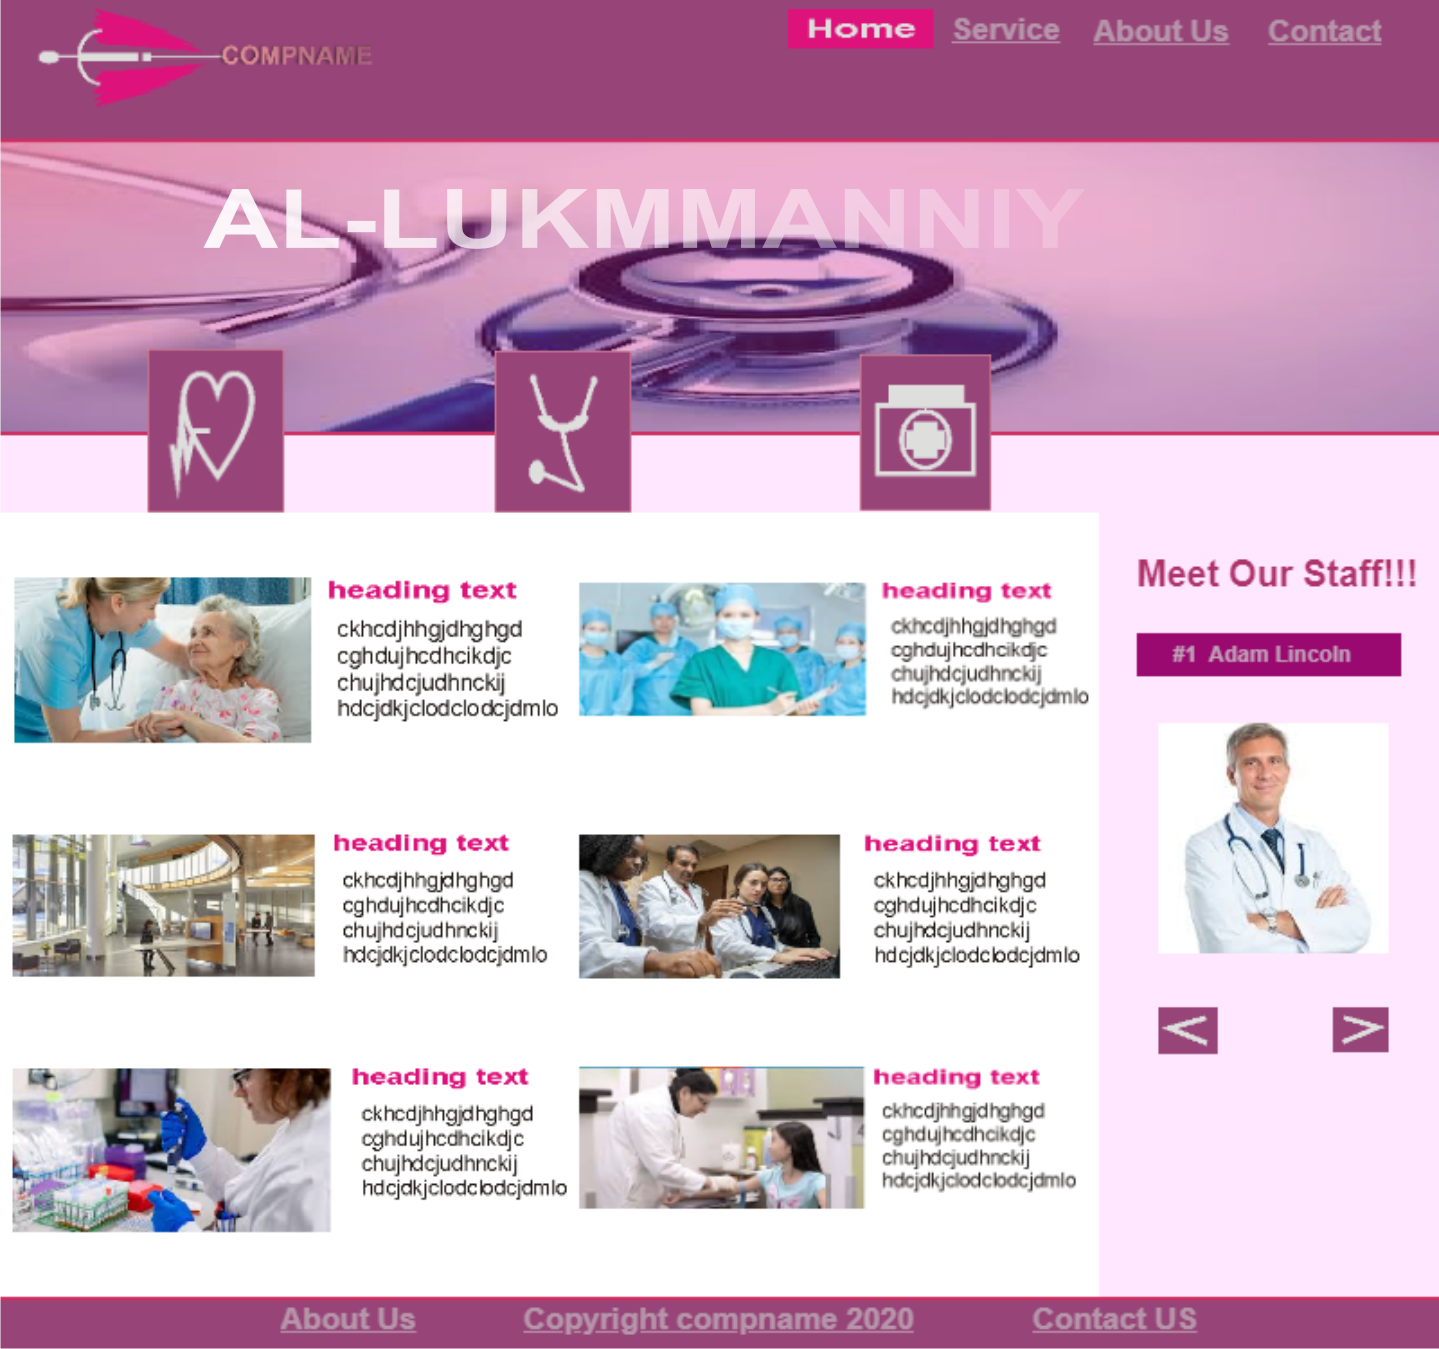 COMPNAME
Home Service About Us Contact
AL-LUKMMANNIY
heading text
ckhcdjhhgjdhghgd
cghdujhcdhcikdjc
chujhdcjudhnckij
hdcjdkjclodclodcjdmlo
heading text
ckhcdjhhgjdhghgd
cghdujhcdhcikdjc
chujhdcjudhnckij
hdcjdkjclodclodcjdmlo
Meet Our Staff!!!
#1 Adam Lincoln
heading text
ckhcdjhhgjdhghgd
cghdujhcdhcikdjc
chujhdcjudhnckij
hdcjdkjclodclodcjdmlo
heading text
ckhcdjhhgjdhghgd
cghdujhcdhcikdjc
chujhdcjudhnckij
hdcjdkjclodclodcjdmlo
< >
heading text
ckhcdjhhgjdhghgd
cghdujhcdhcikdjc
chujhdcjudhnckij
hdcjdkjclodclodcjdmlo
heading text
ckhcdjhhgjdhghgd
cghdujhcdhcikdjc
chujhdcjudhnckij
hdcjdkjclodclodcjdmlo
About Us Copyright compname 2020 Contact US